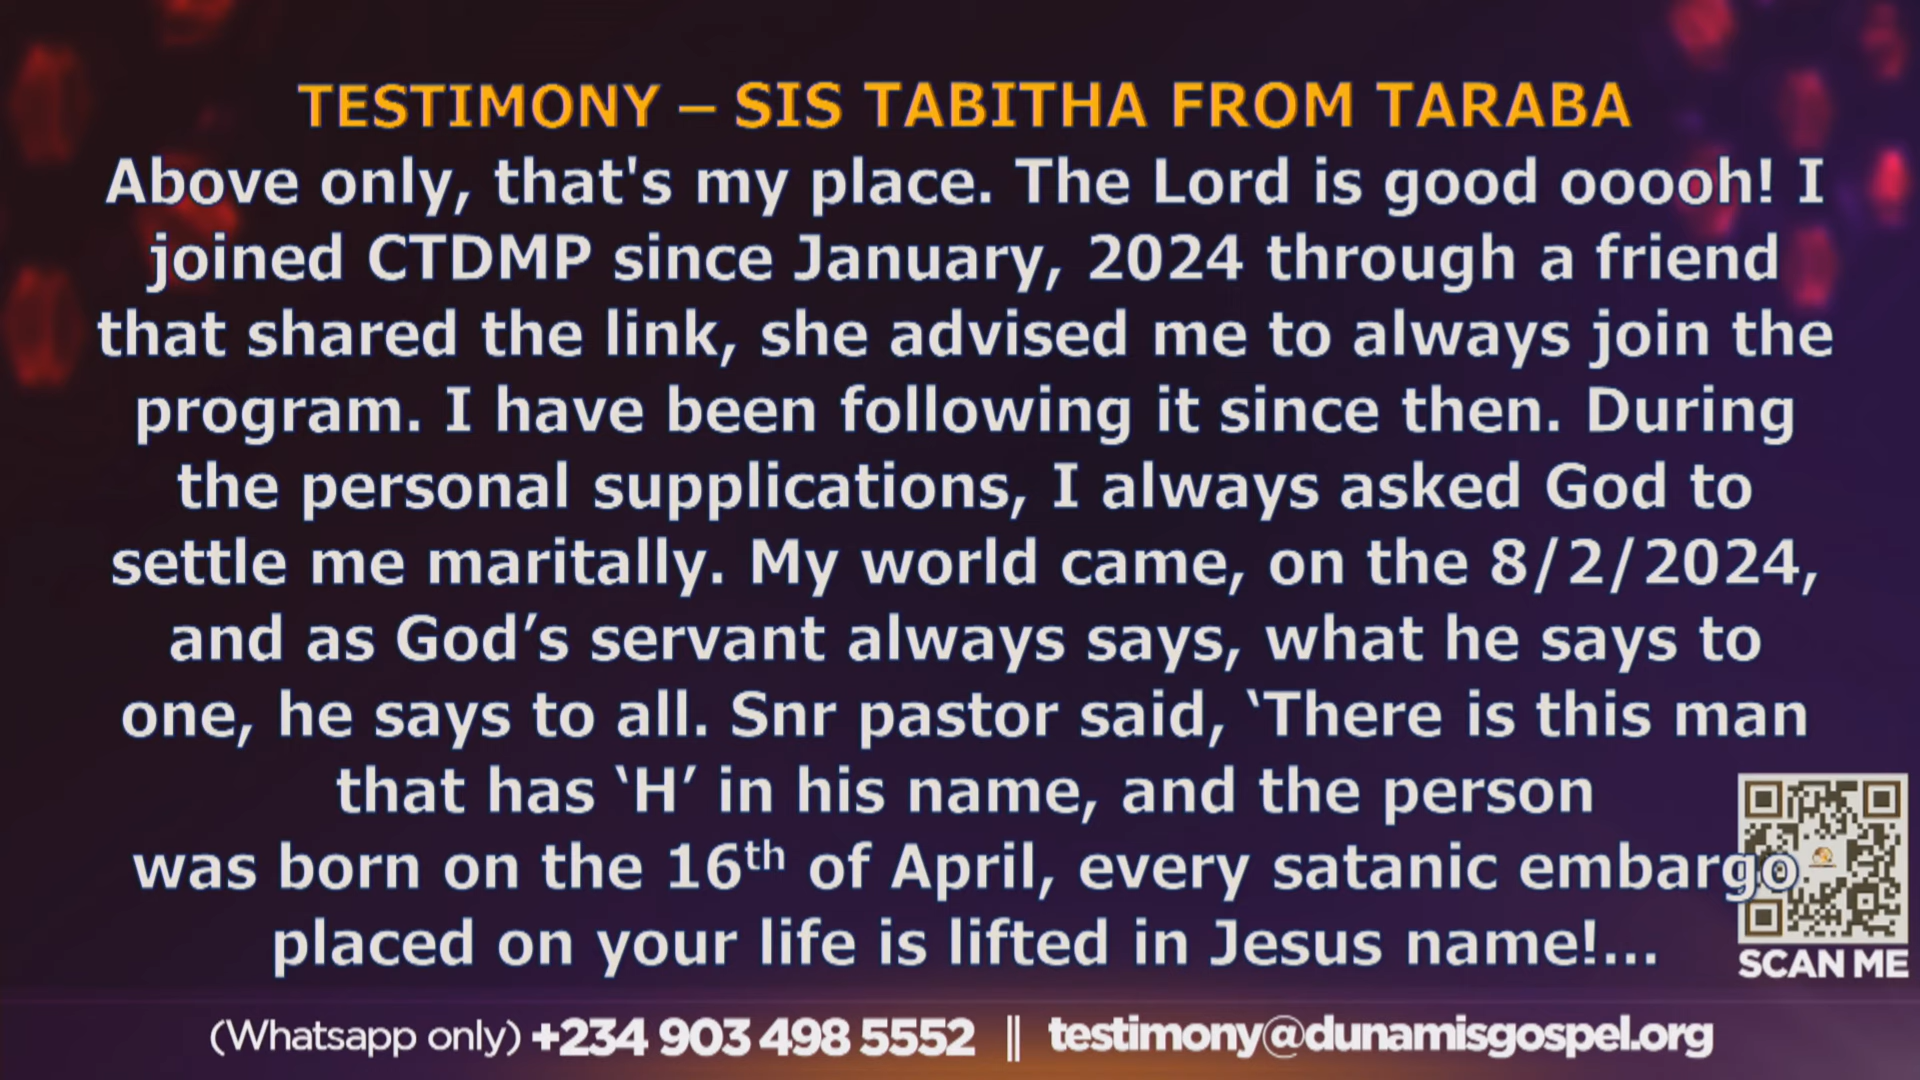 TESTIMONY – SIS TABITHA FROM TARABA
Above only, that's my place. The Lord is good ooooh! I
joined CTDMP since January, 2024 through a friend
that shared the link, she advised me to always join the
program. I have been following it since then. During
the personal supplications, I always asked God to
settle me maritally. My world came, on the 8/2/2024,
and as God’s servant always says, what he says to
one, he says to all. Snr pastor said, ‘There is this man
that has ‘H’ in his name, and the person
was born on the 16th of April, every satanic embargo
placed on your life is lifted in Jesus name!...
SCAN ME
(Whatsapp only) +234 903 498 5552 || testimony@dunamisgospel.org